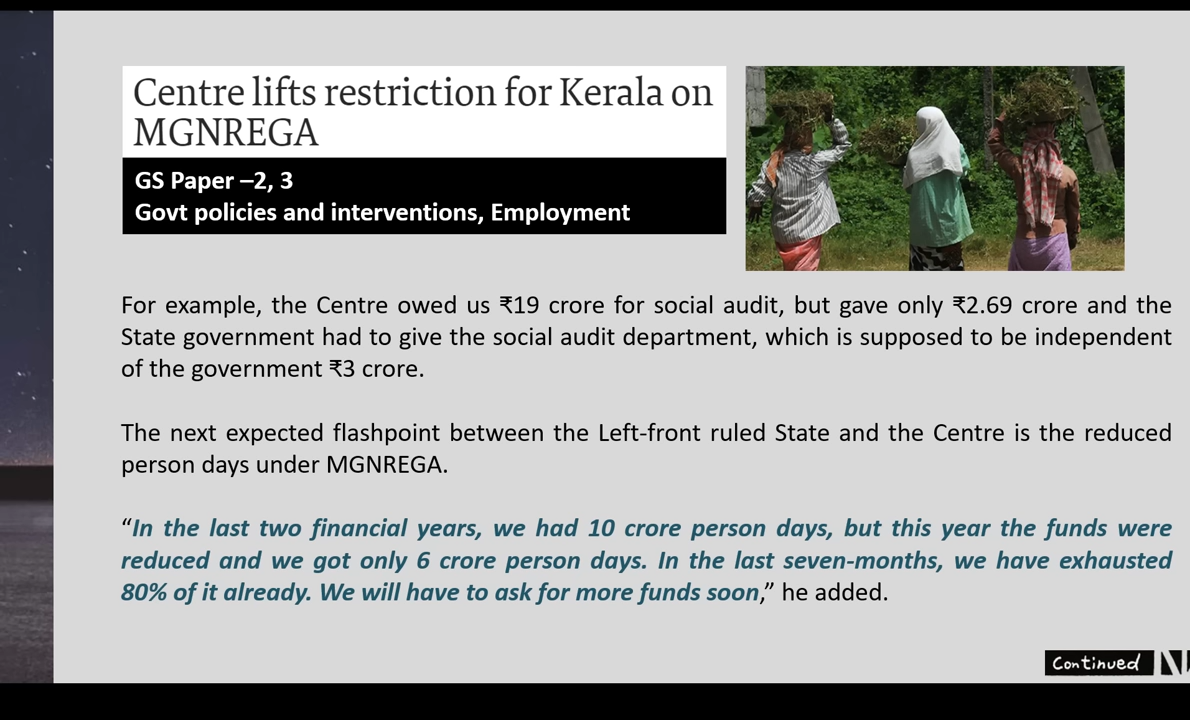 Centre lifts restriction for Kerala on
MGNREGA
GS Paper –2, 3
Govt policies and interventions, Employment
For example, the Centre owed us ₹19 crore for social audit, but gave only ₹2.69 crore and the
State government had to give the social audit department, which is supposed to be independent
of the government ₹3 crore.
The next expected flashpoint between the Left-front ruled State and the Centre is the reduced
person days under MGNREGA.
“In the last two financial years, we had 10 crore person days, but this year the funds were
reduced and we got only 6 crore person days. In the last seven-months, we have exhausted
80% of it already. We will have to ask for more funds soon,” he added.
Continued